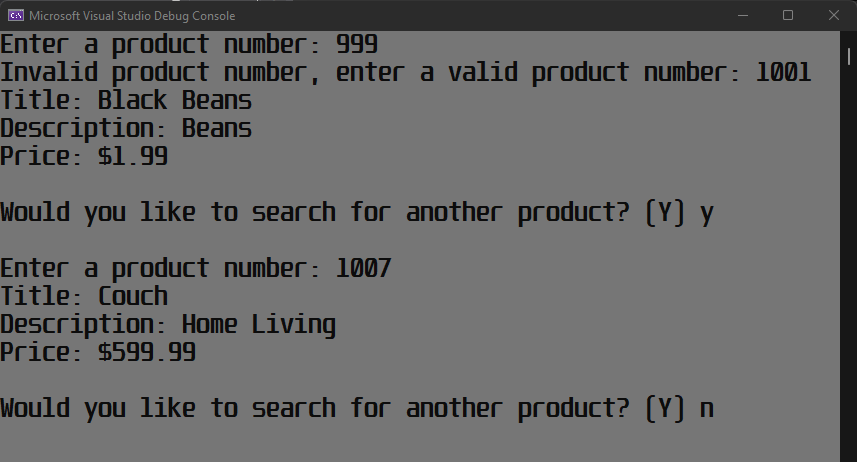 Microsoft Visual Studio Debug Console
Enter a product number: 999
Invalid product number, enter a valid product number: 1001
Title: Black Beans
Description: Beans
Price: $1.99
Would you like to search for another product? (Y) y
Enter a product number: 1007
Title: Couch
Description: Home Living
Price: $599.99
Would you like to search for another product? (Y) n